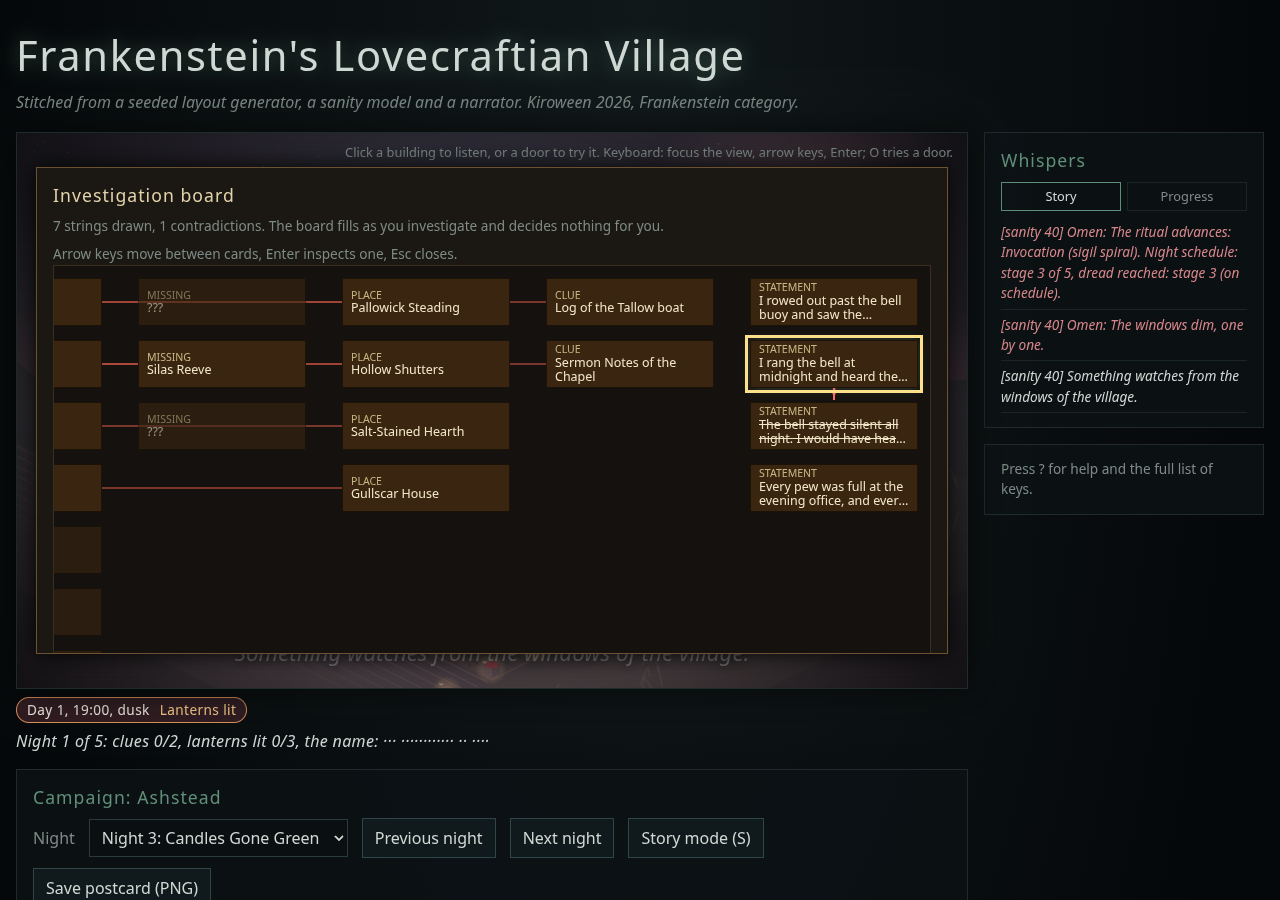 Frankenstein's Lovecraftian Village
Stitched from a seeded layout generator, a sanity model and a narrator. Kiroween 2026, Frankenstein category.
Click a building to listen, or a door to try it. Keyboard: focus the view, arrow keys, Enter; O tries a door.
Investigation board
7 strings drawn, 1 contradictions. The board fills as you investigate and decides nothing for you.
Arrow keys move between cards, Enter inspects one, Esc closes.
MISSING
???
PLACE
Pallowick Steading
CLUE
Log of the Tallow boat
STATEMENT
I rowed out past the bell
buoy and saw the...
MISSING
Silas Reeve
PLACE
Hollow Shutters
CLUE
Sermon Notes of the
Chapel
STATEMENT
I rang the bell at
midnight and heard the...
MISSING
???
PLACE
Salt-Stained Hearth
STATEMENT
The bell stayed silent all
night. I would have hea...
PLACE
Gullscar House
STATEMENT
Every pew was full at the
evening office, and ever...
Something watches from the windows of the village.
Day 1, 19:00, dusk Lanterns lit
Night 1 of 5: clues 0/2, lanterns lit 0/3, the name: ··· ············ ·· ····
Campaign: Ashstead
Night
Night 3: Candles Gone Green
Previous night
Next night
Story mode (S)
Save postcard (PNG)
Whispers
Story
Progress
[sanity 40] Omen: The ritual advances:
Invocation (sigil spiral). Night schedule:
stage 3 of 5, dread reached: stage 3 (on
schedule).
[sanity 40] Omen: The windows dim, one
by one.
[sanity 40] Something watches from the
windows of the village.
Press ? for help and the full list of
keys.